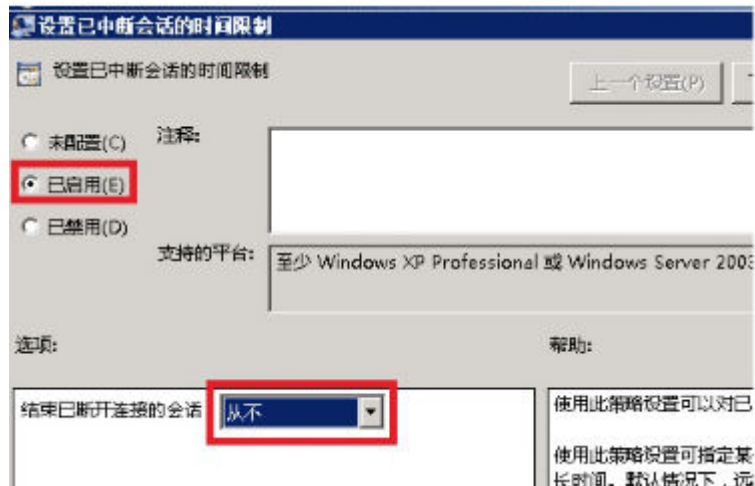 设置已中断会话的时间限制
设置已中断会话的时间限制
上一个设置(P)
未配置(C)
注释:
已启用(E)
已禁用(D)
支持的平台:
至少 Windows XP Professional 或 Windows Server 2003
选项:
帮助:
结束已断开连接的会话
从不
使用此策略设置可以对已
使用此策略设置可指定某
长时间。默认情况下，远